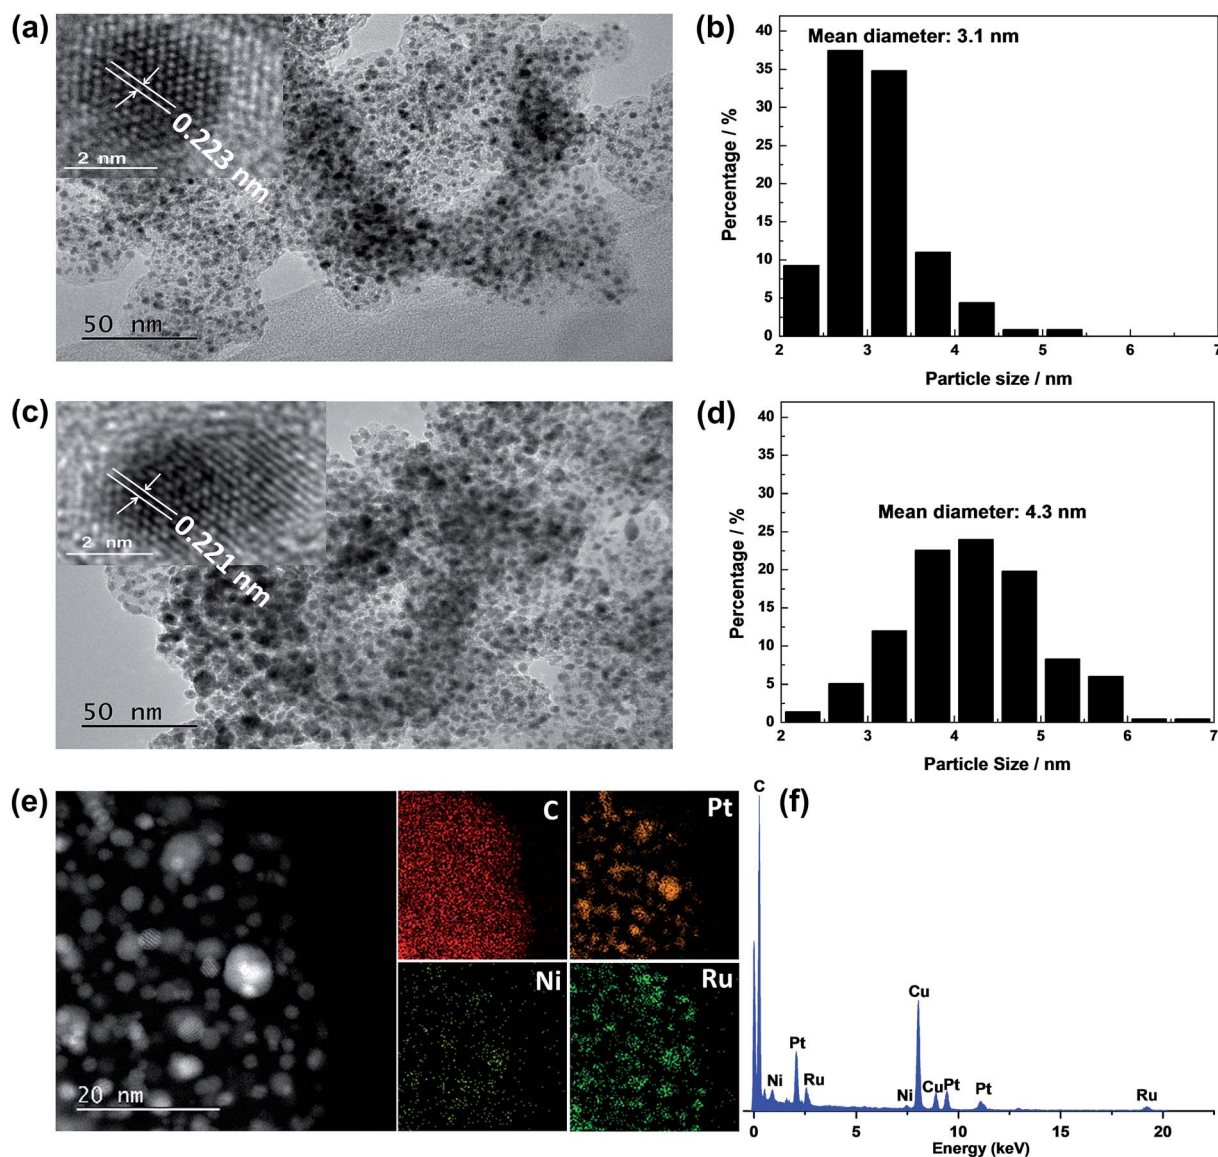 (a)
0.223 nm
2 nm
50 nm
(b)
Mean diameter: 3.1 nm
Percentage / %
40
35
30
25
20
15
10
5
0
2 3 4 5 6 7
Particle size / nm
(c)
0.221 nm
2 nm
50 nm
(d)
Mean diameter: 4.3 nm
Percentage / %
40
35
30
25
20
15
10
5
0
2 3 4 5 6 7
Particle Size / nm
(e)
20 nm
C
Pt
Ni
Ru
(f)
C
Ni
Pt
Ru
Ni
Cu
Cu
Pt
Pt
Ru
0 5 10 15 20
Energy (keV)